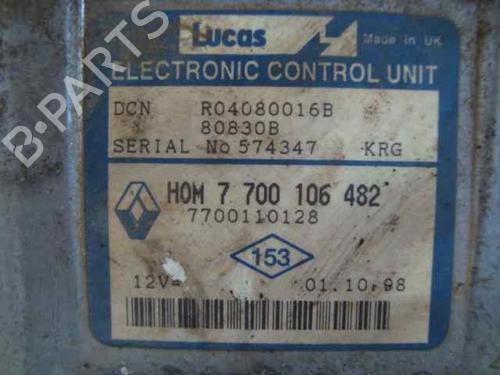 Lucas Made in UK
ELECTRONIC CONTROL UNIT
DCN R04080016B
80830B
SERIAL No 574347 KRG
HOM 7 700 106 482
7700110128
153
12V= 01.10.98
B-PARTS